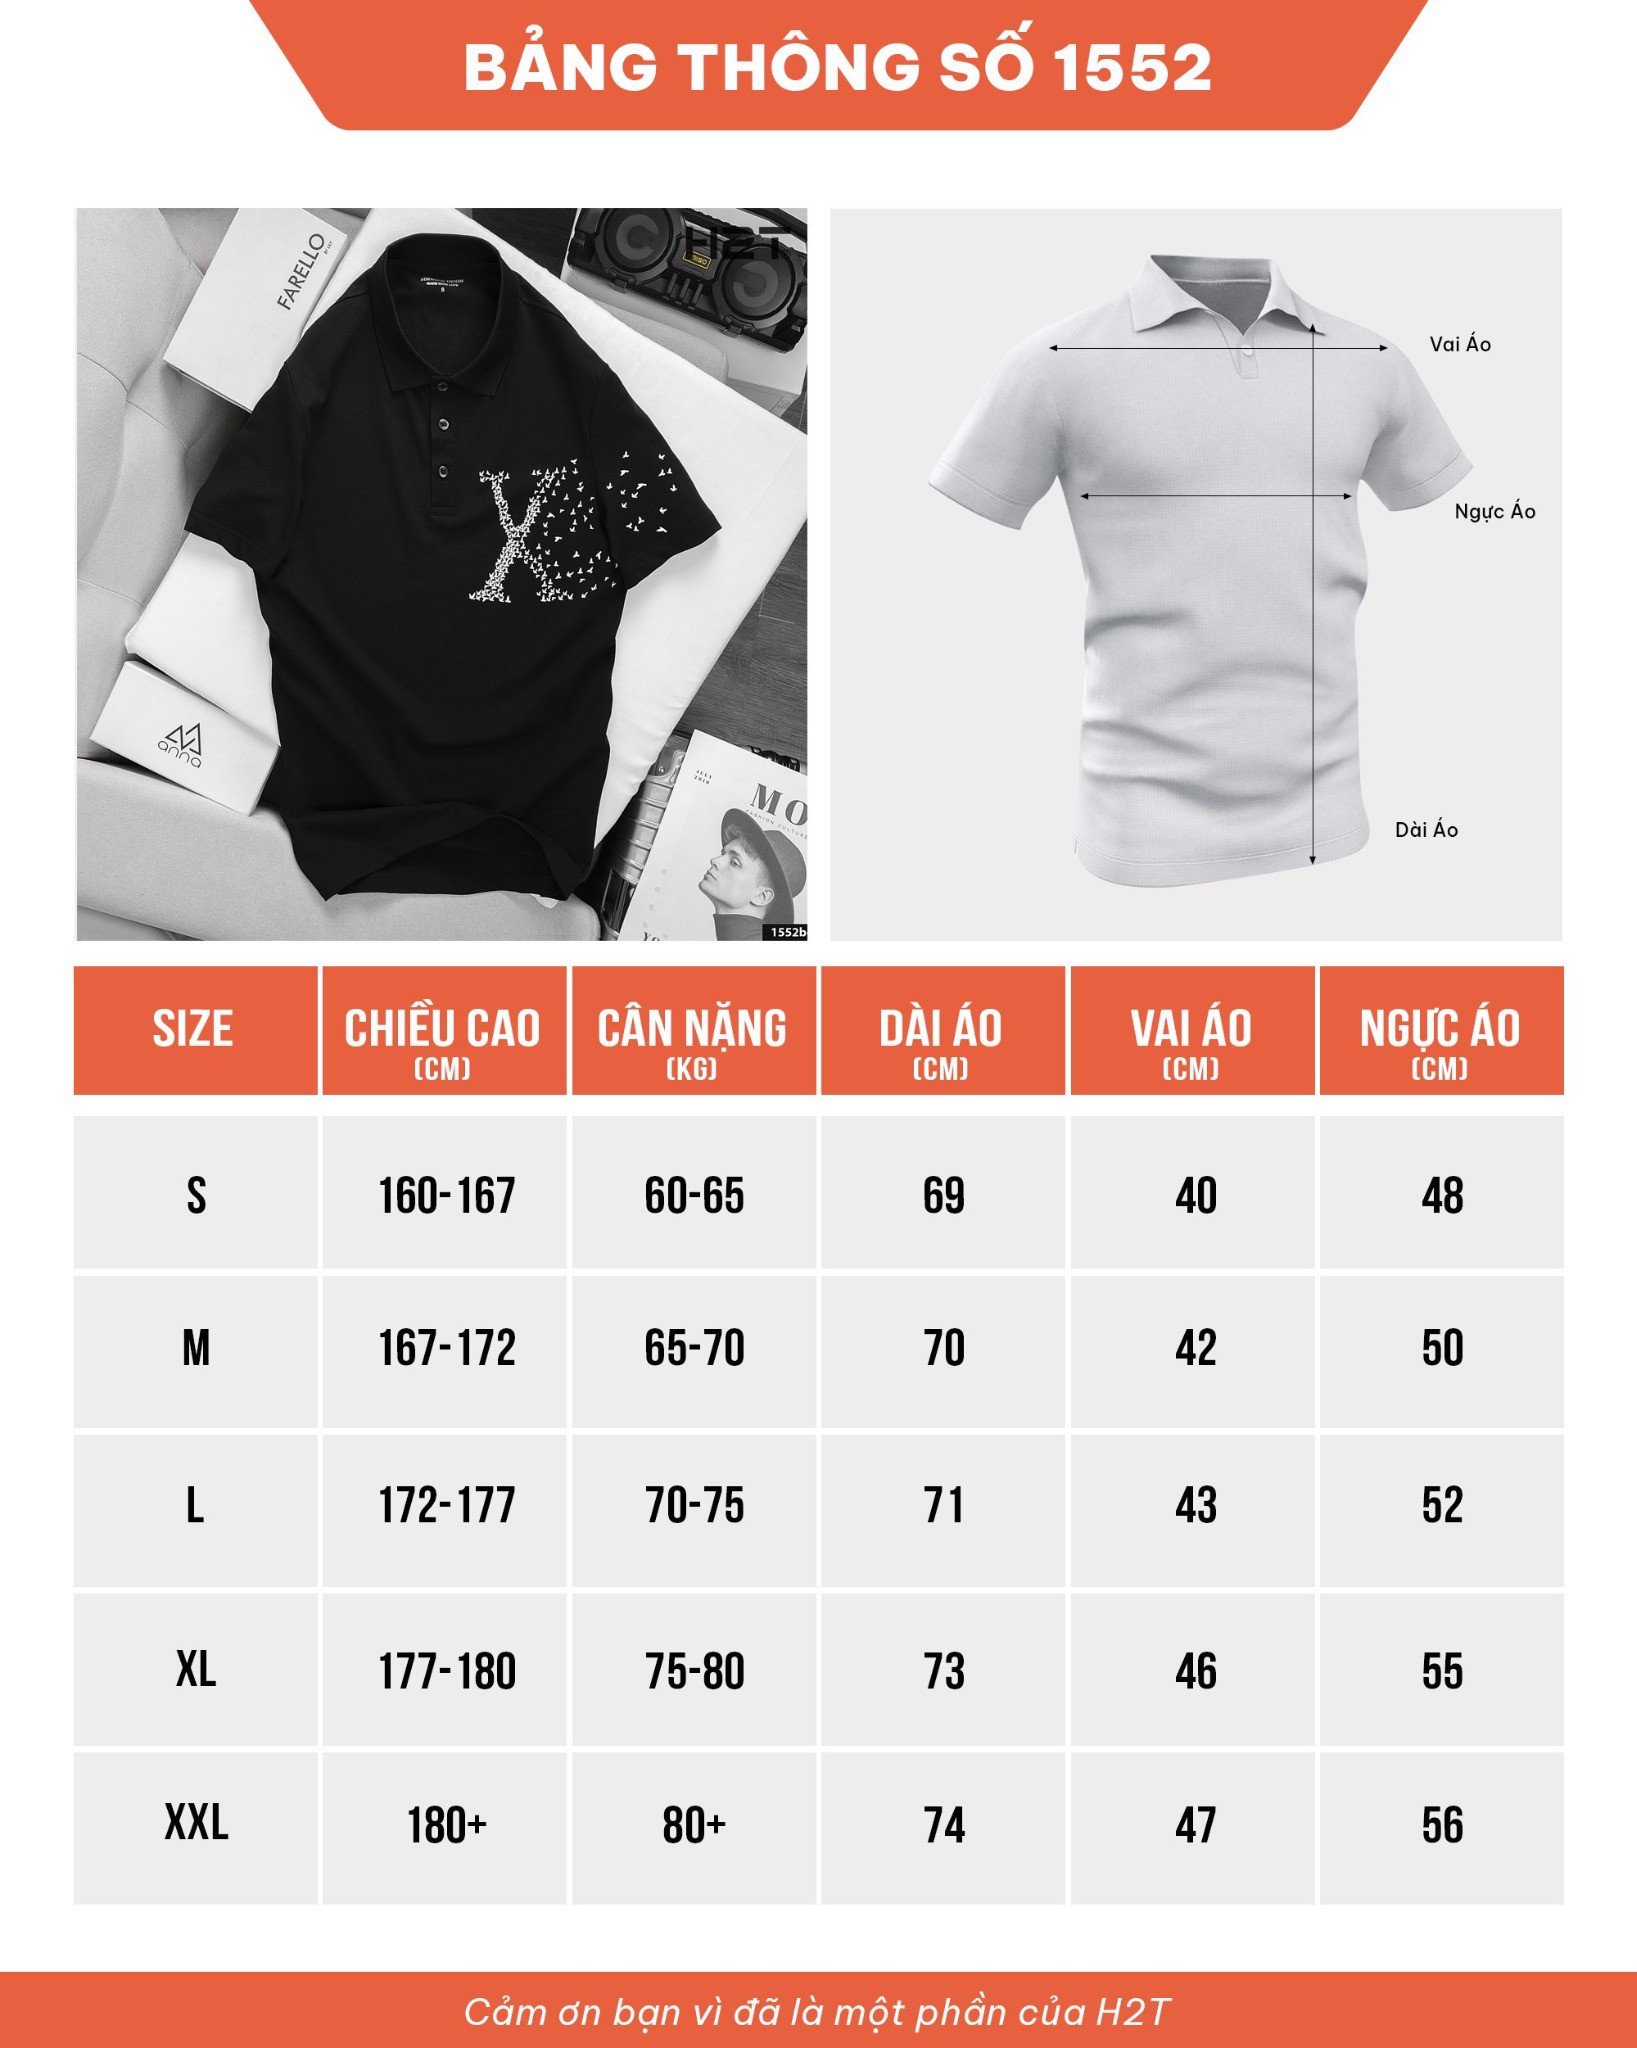 BẢNG THÔNG SỐ 1552
FARELLO
H2T
anna
JULY
MO
FASHION VULTURE
1552b
Vai Áo
Ngực Áo
Dài Áo
SIZE CHIỀU CAO CÂN NẶNG DÀI ÁO VAI ÁO NGỰC ÁO
(CM) (KG) (CM) (CM) (CM)
S 160-167 60-65 69 40 48
M 167-172 65-70 70 42 50
L 172-177 70-75 71 43 52
XL 177-180 75-80 73 46 55
XXL 180+ 80+ 74 47 56
Cảm ơn bạn vì đã là một phần của H2T